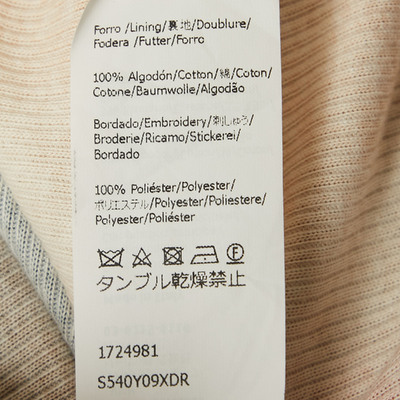 Forro /Lining/裏地/Doublure/
Fodera /Futter/Forro
100% Algodón/Cotton/綿/Coton/
Cotone/Baumwolle/Algodão
Bordado/Embroidery/刺しゅう/
Broderie/Ricamo/Stickerei/
Bordado
100% Poliéster/Polyester/
ポリエステル/Polyester/Poliestere/
Polyester/Poliéster
タンブル乾燥禁止
1724981
S540Y09XDR